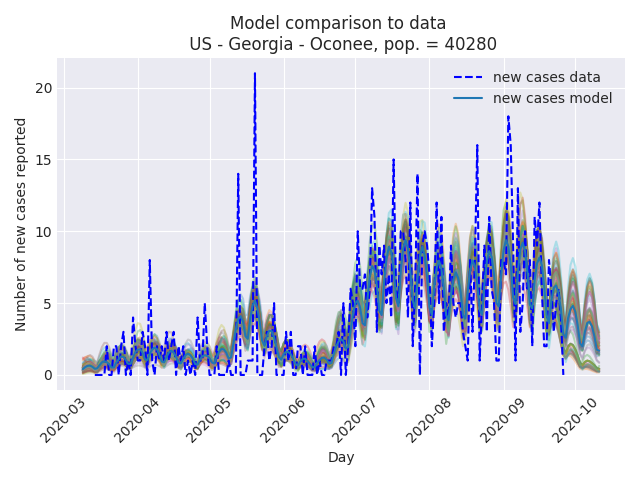 Model comparison to data
US - Georgia - Oconee, pop. = 40280
new cases data
new cases model
Number of new cases reported
20
15
10
5
0
2020-03
2020-04
2020-05
2020-06
2020-07
2020-08
2020-09
2020-10
Day